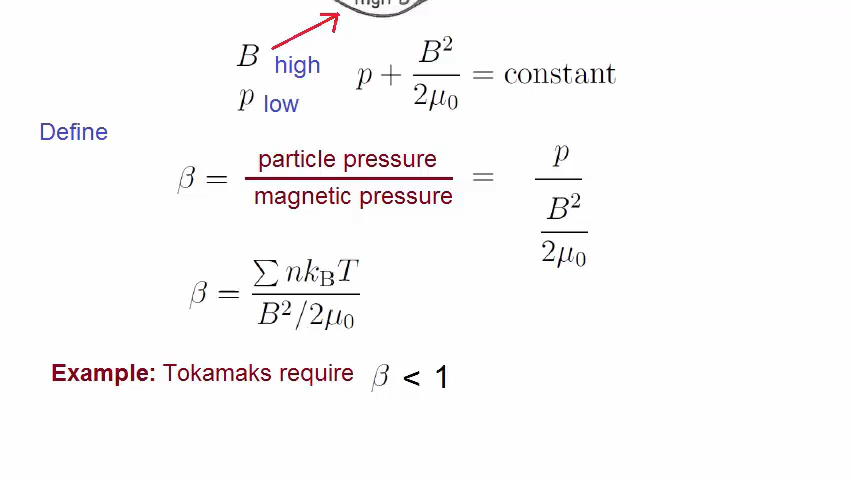 B high
p low
p + B²/2μ₀ = constant
Define
β = particle pressure / magnetic pressure = p / (B²/2μ₀)
β = ∑ nk_BT / B²/2μ₀
Example: Tokamaks require β < 1